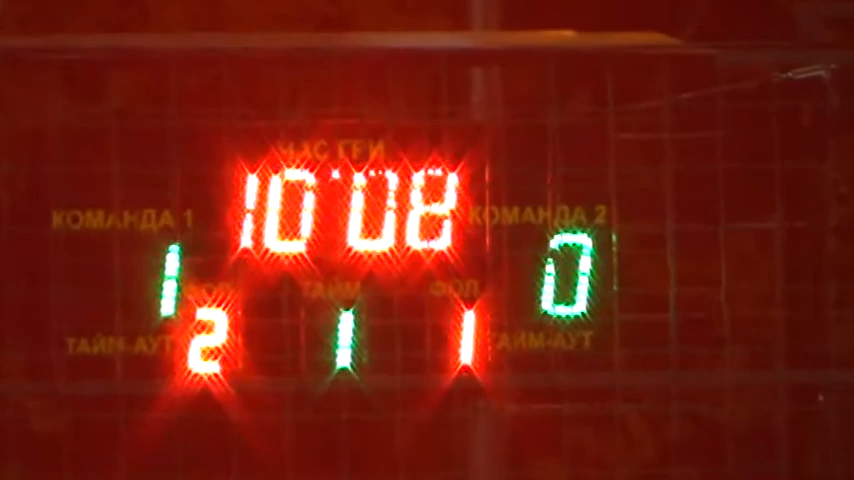 ЧАС ГРИ
10:08
КОМАНДА 1
КОМАНДА 2
1
0
ФОЛ
ТАЙМ
ФОЛ
2
1
1
ТАЙМ-АУТ
ТАЙМ-АУТ